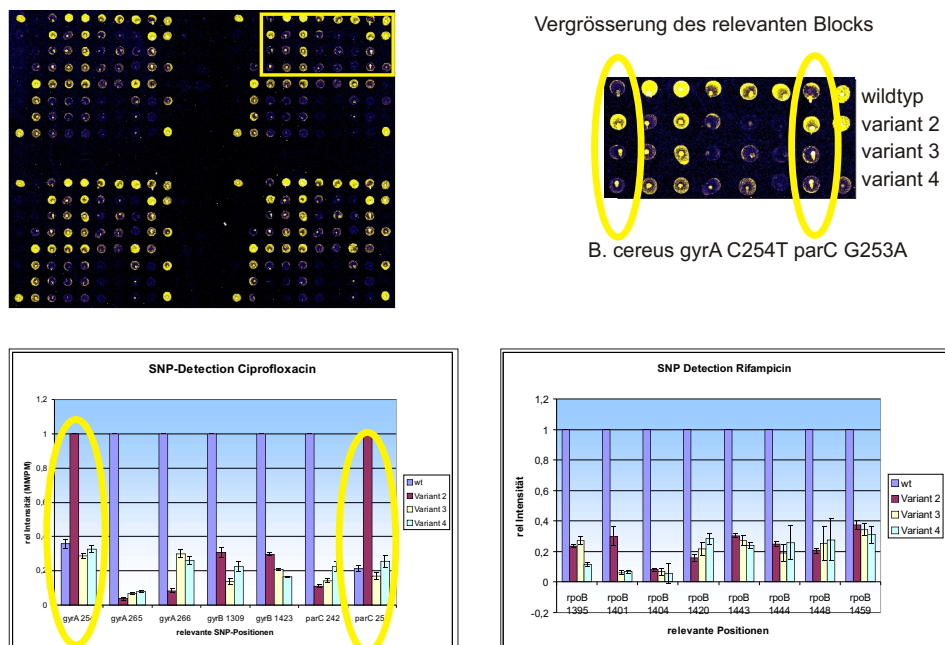 Vergrösserung des relevanten Blocks
wildtyp
variant 2
variant 3
variant 4
B. cereus gyrA C254T parC G253A
SNP-Detection Ciprofloxacin
rel Intensität (MM/PM)
1,2
1
0,8
0,6
0,4
0,2
0
gyrA 254 gyrA 265 gyrA 266 gyrB 1309 gyrB 1423 parC 242 parC 25
relevante SNP-Positionen
wt
Variant 2
Variant 3
Variant 4
SNP Detection Rifampicin
rel Intensität
1,2
1
0,8
0,6
0,4
0,2
0
-0,2
rpoB rpoB rpoB rpoB rpoB rpoB rpoB rpoB
1395 1401 1404 1420 1443 1444 1448 1459
relevante Positionen
wt
Variant 2
Variant 3
Variant 4